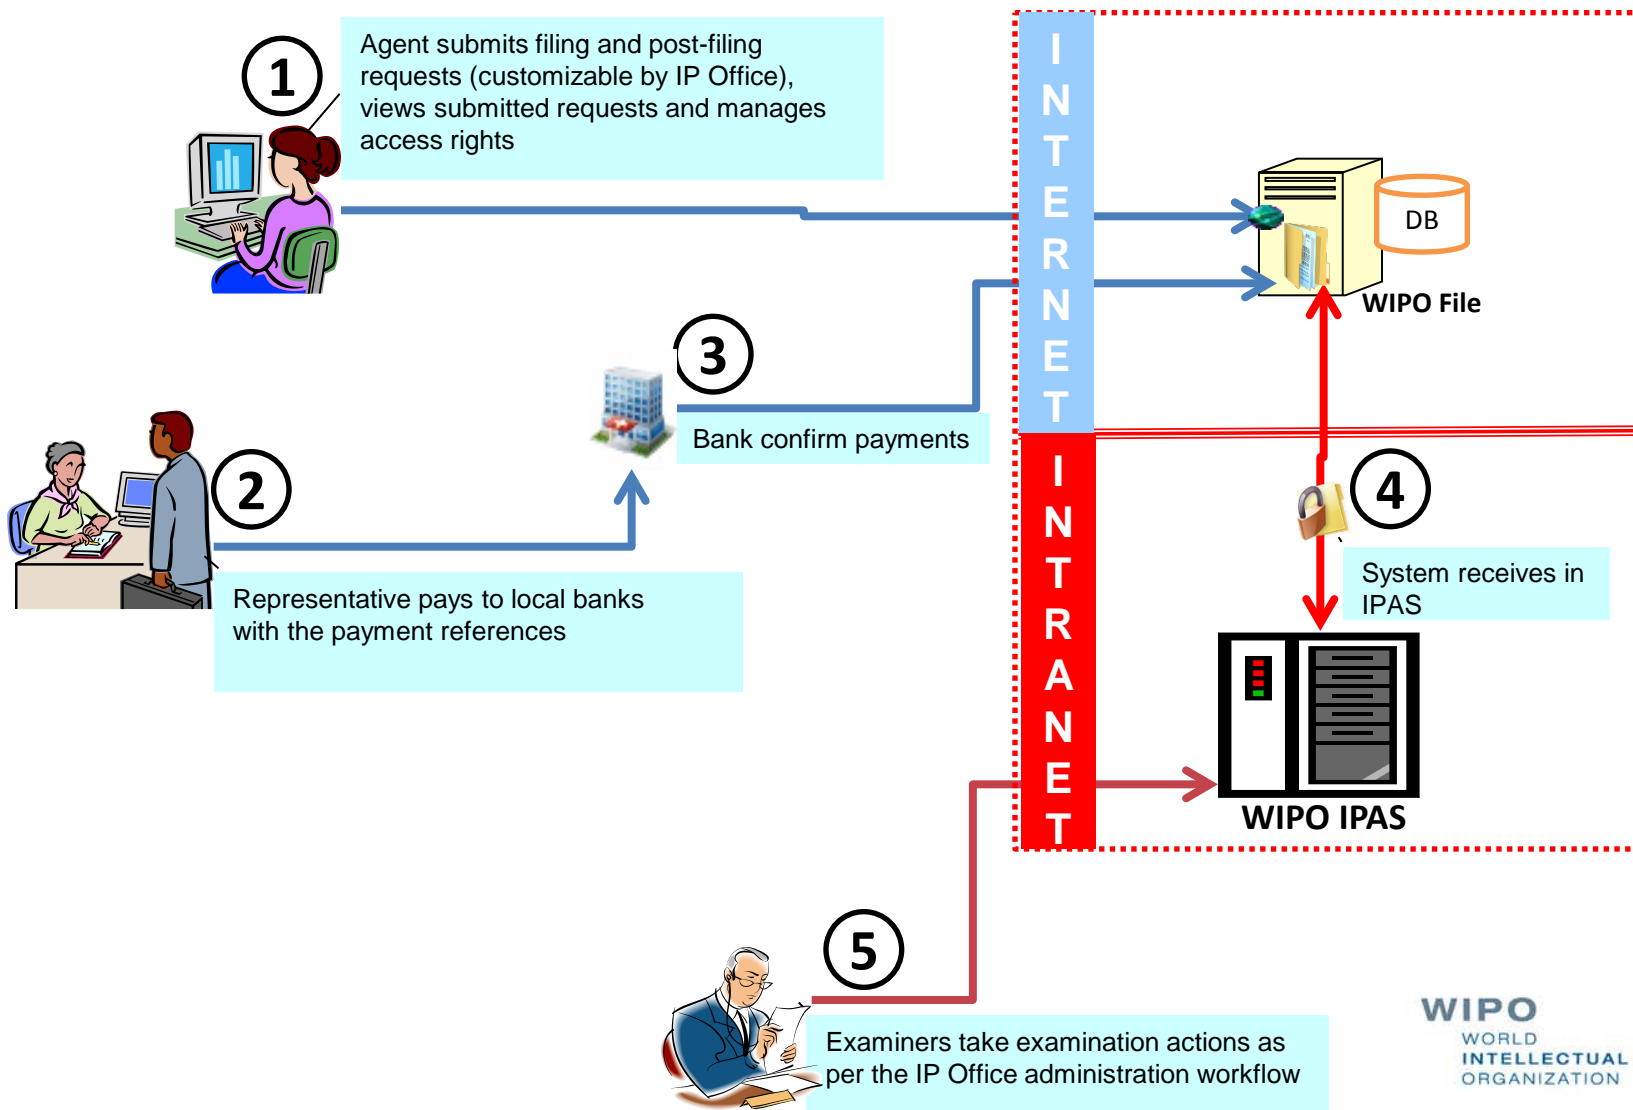 1
Agent submits filing and post-filing
requests (customizable by IP Office),
views submitted requests and manages
access rights
INTERNET
DB
WIPO File
3
Bank confirm payments
2
Representative pays to local banks
with the payment references
INTRANET
4
System receives in
IPAS
WIPO IPAS
5
Examiners take examination actions as
per the IP Office administration workflow
WIPO
WORLD
INTELLECTUAL
ORGANIZATION